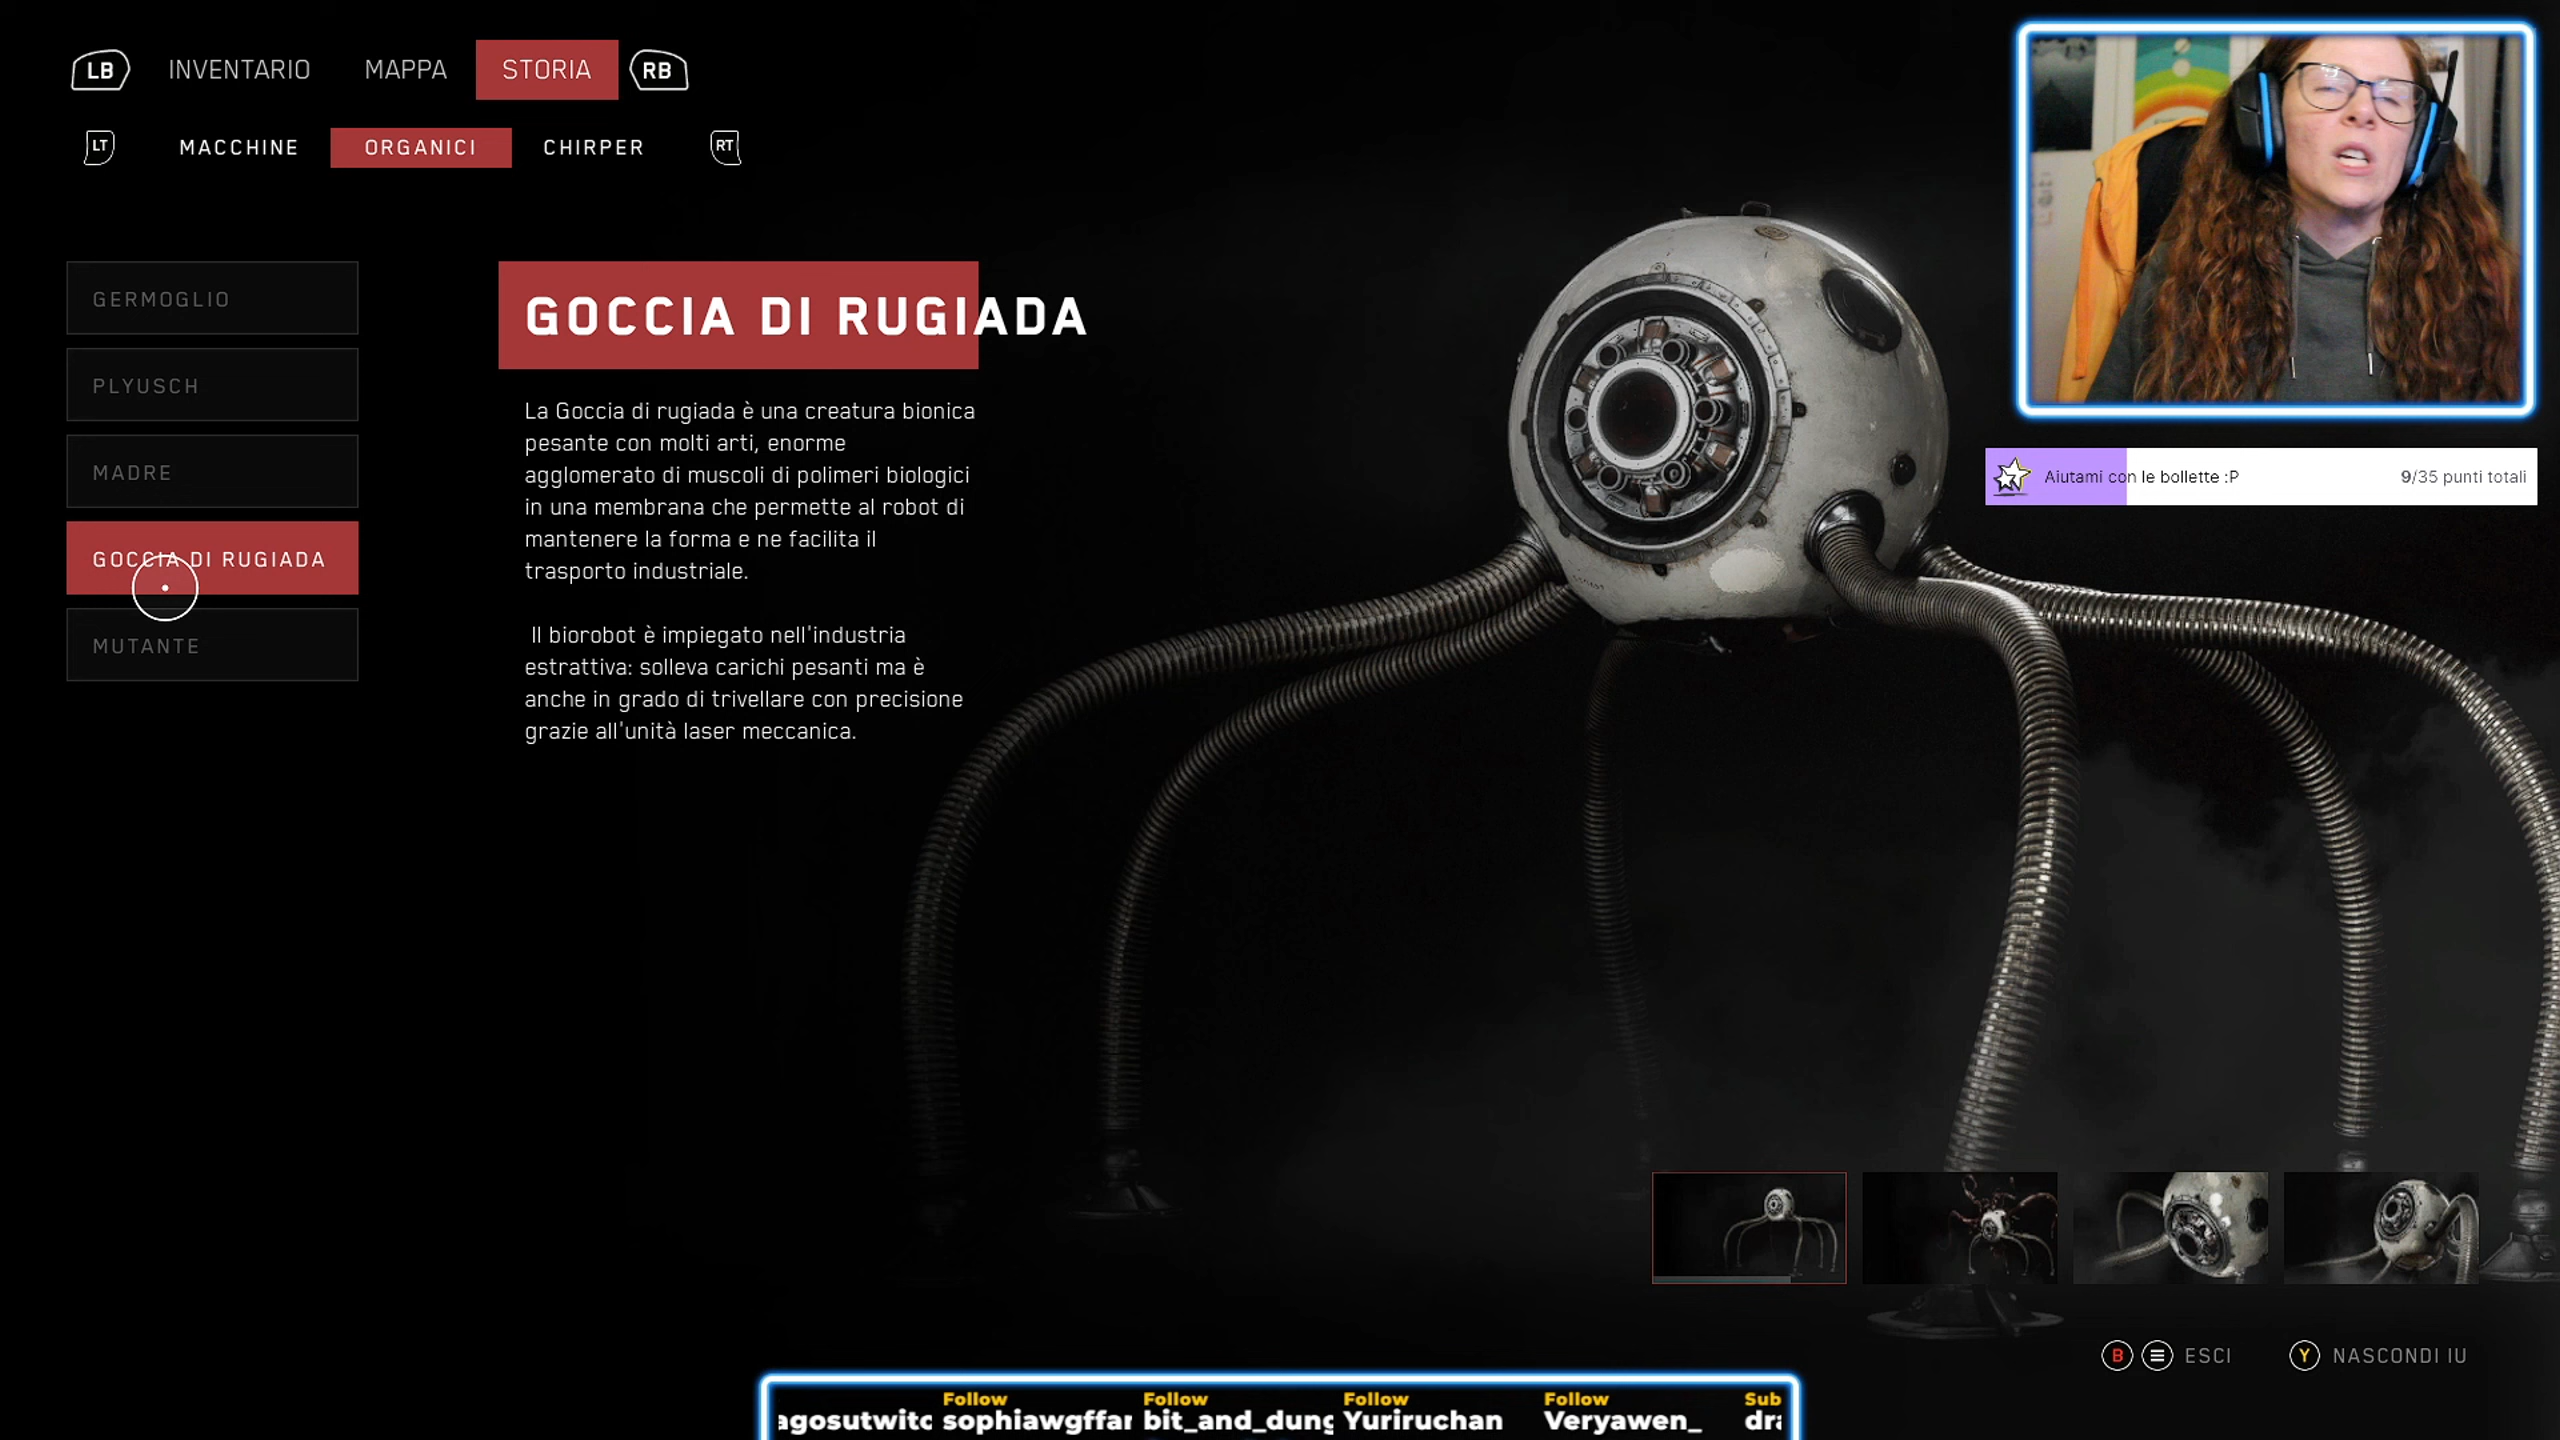 LB INVENTARIO MAPPA STORIA RB
LT MACCHINE ORGANICI CHIRPER RT
GERMOGLIO
PLYUSCH
MADRE
GOCCIA DI RUGIADA
MUTANTE
GOCCIA DI RUGIADA
La Goccia di rugiada è una creatura bionica
pesante con molti arti, enorme
agglomerato di muscoli di polimeri biologici
in una membrana che permette al robot di
mantenere la forma e ne facilita il
trasporto industriale.
Il biorobot è impiegato nell'industria
estrattiva: solleva carichi pesanti ma è
anche in grado di trivellare con precisione
grazie all'unità laser meccanica.
Aiutami con le bollette :P 9/35 punti totali
B ESCI Y NASCONDI IU
Follow Follow Follow Follow Sub
agosutwitc sophiawgffar bit_and_dung Yuriruchan Veryawen_ dra